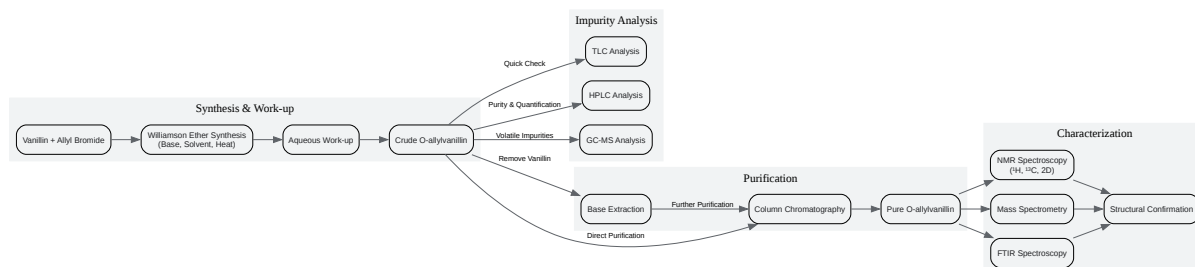 Impurity Analysis
TLC Analysis
Quick Check
HPLC Analysis
Purity & Quantification
Synthesis & Work-up
Vanillin + Allyl Bromide
Williamson Ether Synthesis
(Base, Solvent, Heat)
Aqueous Work-up
Crude O-allylvanillin
Volatile Impurities
GC-MS Analysis
Remove Vanillin
Purification
Base Extraction
Further Purification
Column Chromatography
Pure O-allylvanillin
Direct Purification
Characterization
NMR Spectroscopy
(¹H, ¹³C, 2D)
Mass Spectrometry
Structural Confirmation
FTIR Spectroscopy